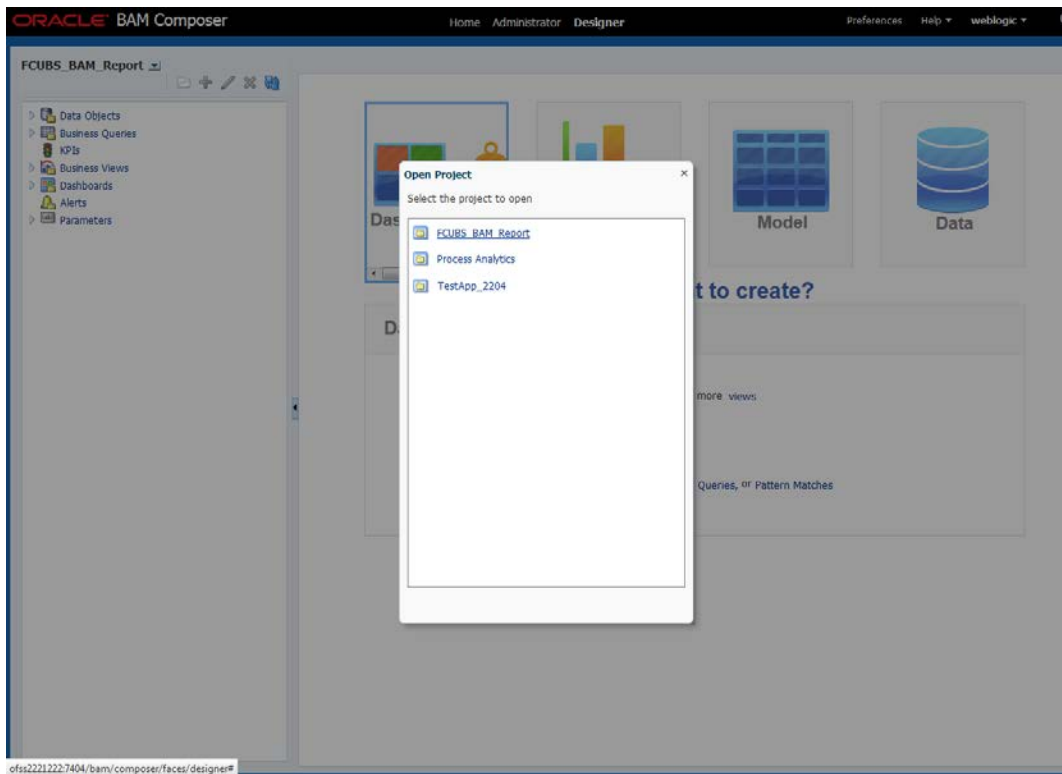 ORACLE BAM Composer
Home Administrator Designer
Preferences Help weblogic
FCUBS_BAM_Report
Data Objects
Business Queries
KPIs
Business Views
Dashboards
Alerts
Parameters
Open Project
Select the project to open
FCUBS_BAM_Report
Process Analytics
TestApp_2204
Das
Model
Data
t to create?
D
more views
Queries, or Pattern Matches
ofss2221222:7404/bam/composer/faces/designer#